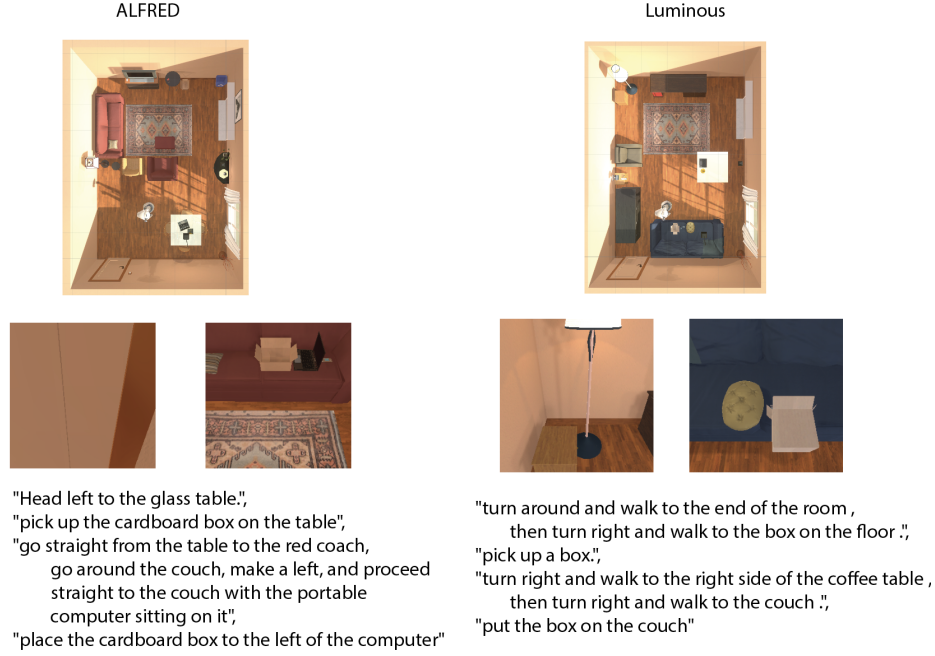 ALFRED
Luminous
"Head left to the glass table.",
"pick up the cardboard box on the table",
"go straight from the table to the red coach,
go around the couch, make a left, and proceed
straight to the couch with the portable
computer sitting on it",
"place the cardboard box to the left of the computer"
"turn around and walk to the end of the room ,
then turn right and walk to the box on the floor .",
"pick up a box.",
"turn right and walk to the right side of the coffee table ,
then turn right and walk to the couch .",
"put the box on the couch"